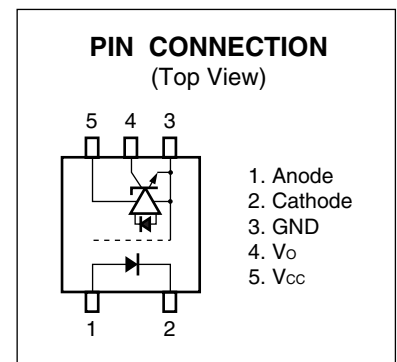 PIN CONNECTION
(Top View)
5 4 3
1. Anode
2. Cathode
3. GND
4. Vo
5. Vcc
1 2